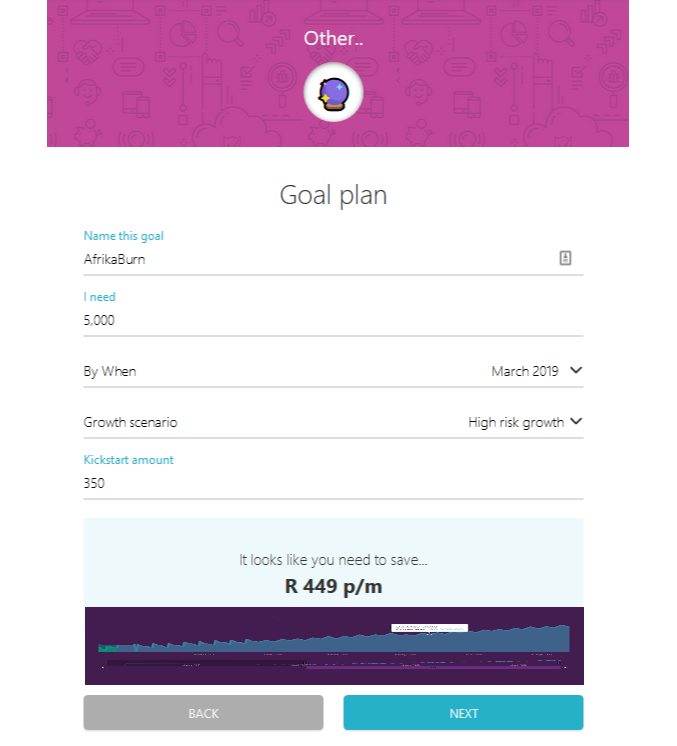 Other..
Goal plan
Name this goal
AfrikaBurn
I need
5,000
By When March 2019
Growth scenario High risk growth
Kickstart amount
350
It looks like you need to save...
R 449 p/m
BACK NEXT